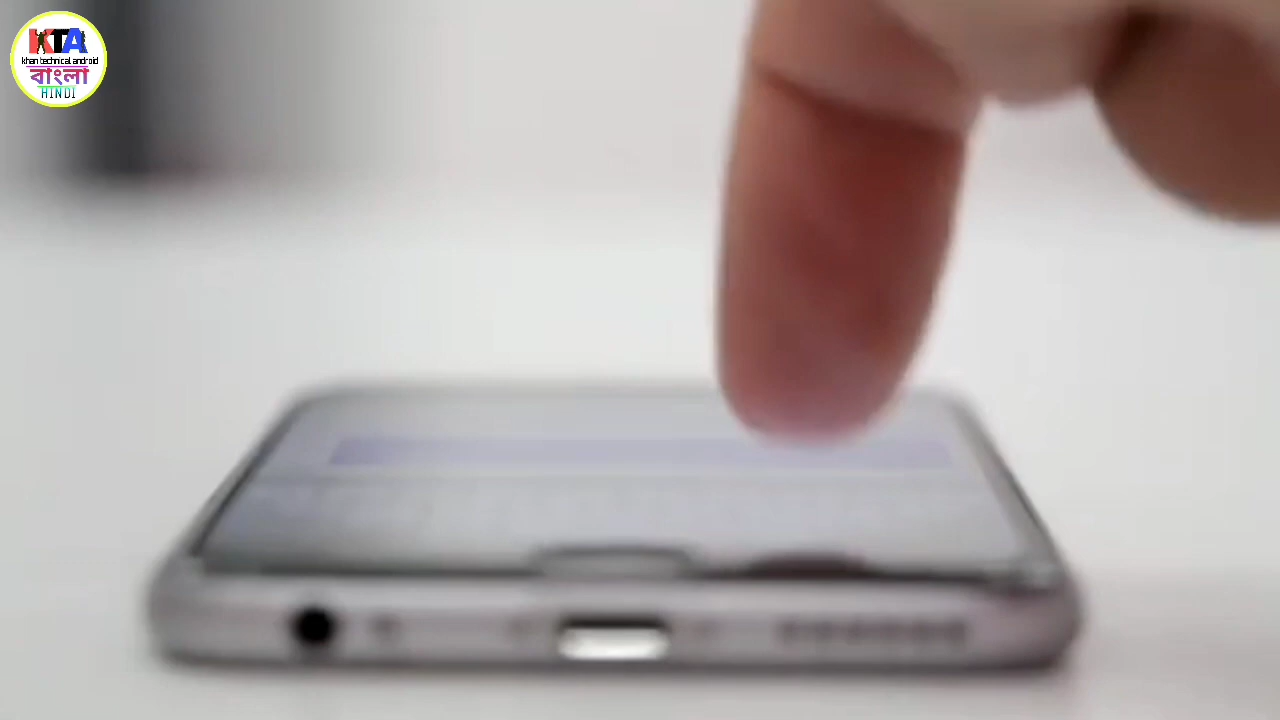 KTA
khan technical android
বাংলা
HINDI